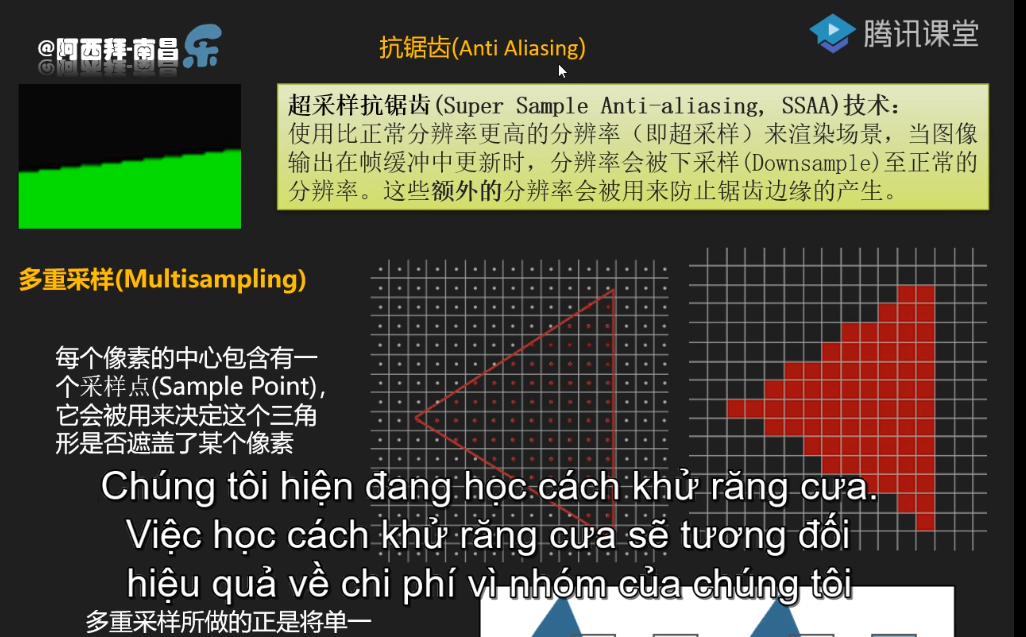 @阿西拜-南昌
乐
抗锯齿(Anti Aliasing)
腾讯课堂
超采样抗锯齿(Super Sample Anti-aliasing, SSAA)技术：
使用比正常分辨率更高的分辨率（即超采样）来渲染场景，当图像
输出在帧缓冲中更新时，分辨率会被下采样(Downsample)至正常的
分辨率。这些额外的分辨率会被用来防止锯齿边缘的产生。
多重采样(Multisampling)
每个像素的中心包含有一
个采样点(Sample Point),
它会被用来决定这个三角
形是否遮盖了某个像素
Chúng tôi hiện đang học cách khử răng cưa.
Việc học cách khử răng cưa sẽ tương đối
hiệu quả về chi phí vì nhóm của chúng tôi
多重采样所做的正是将单一